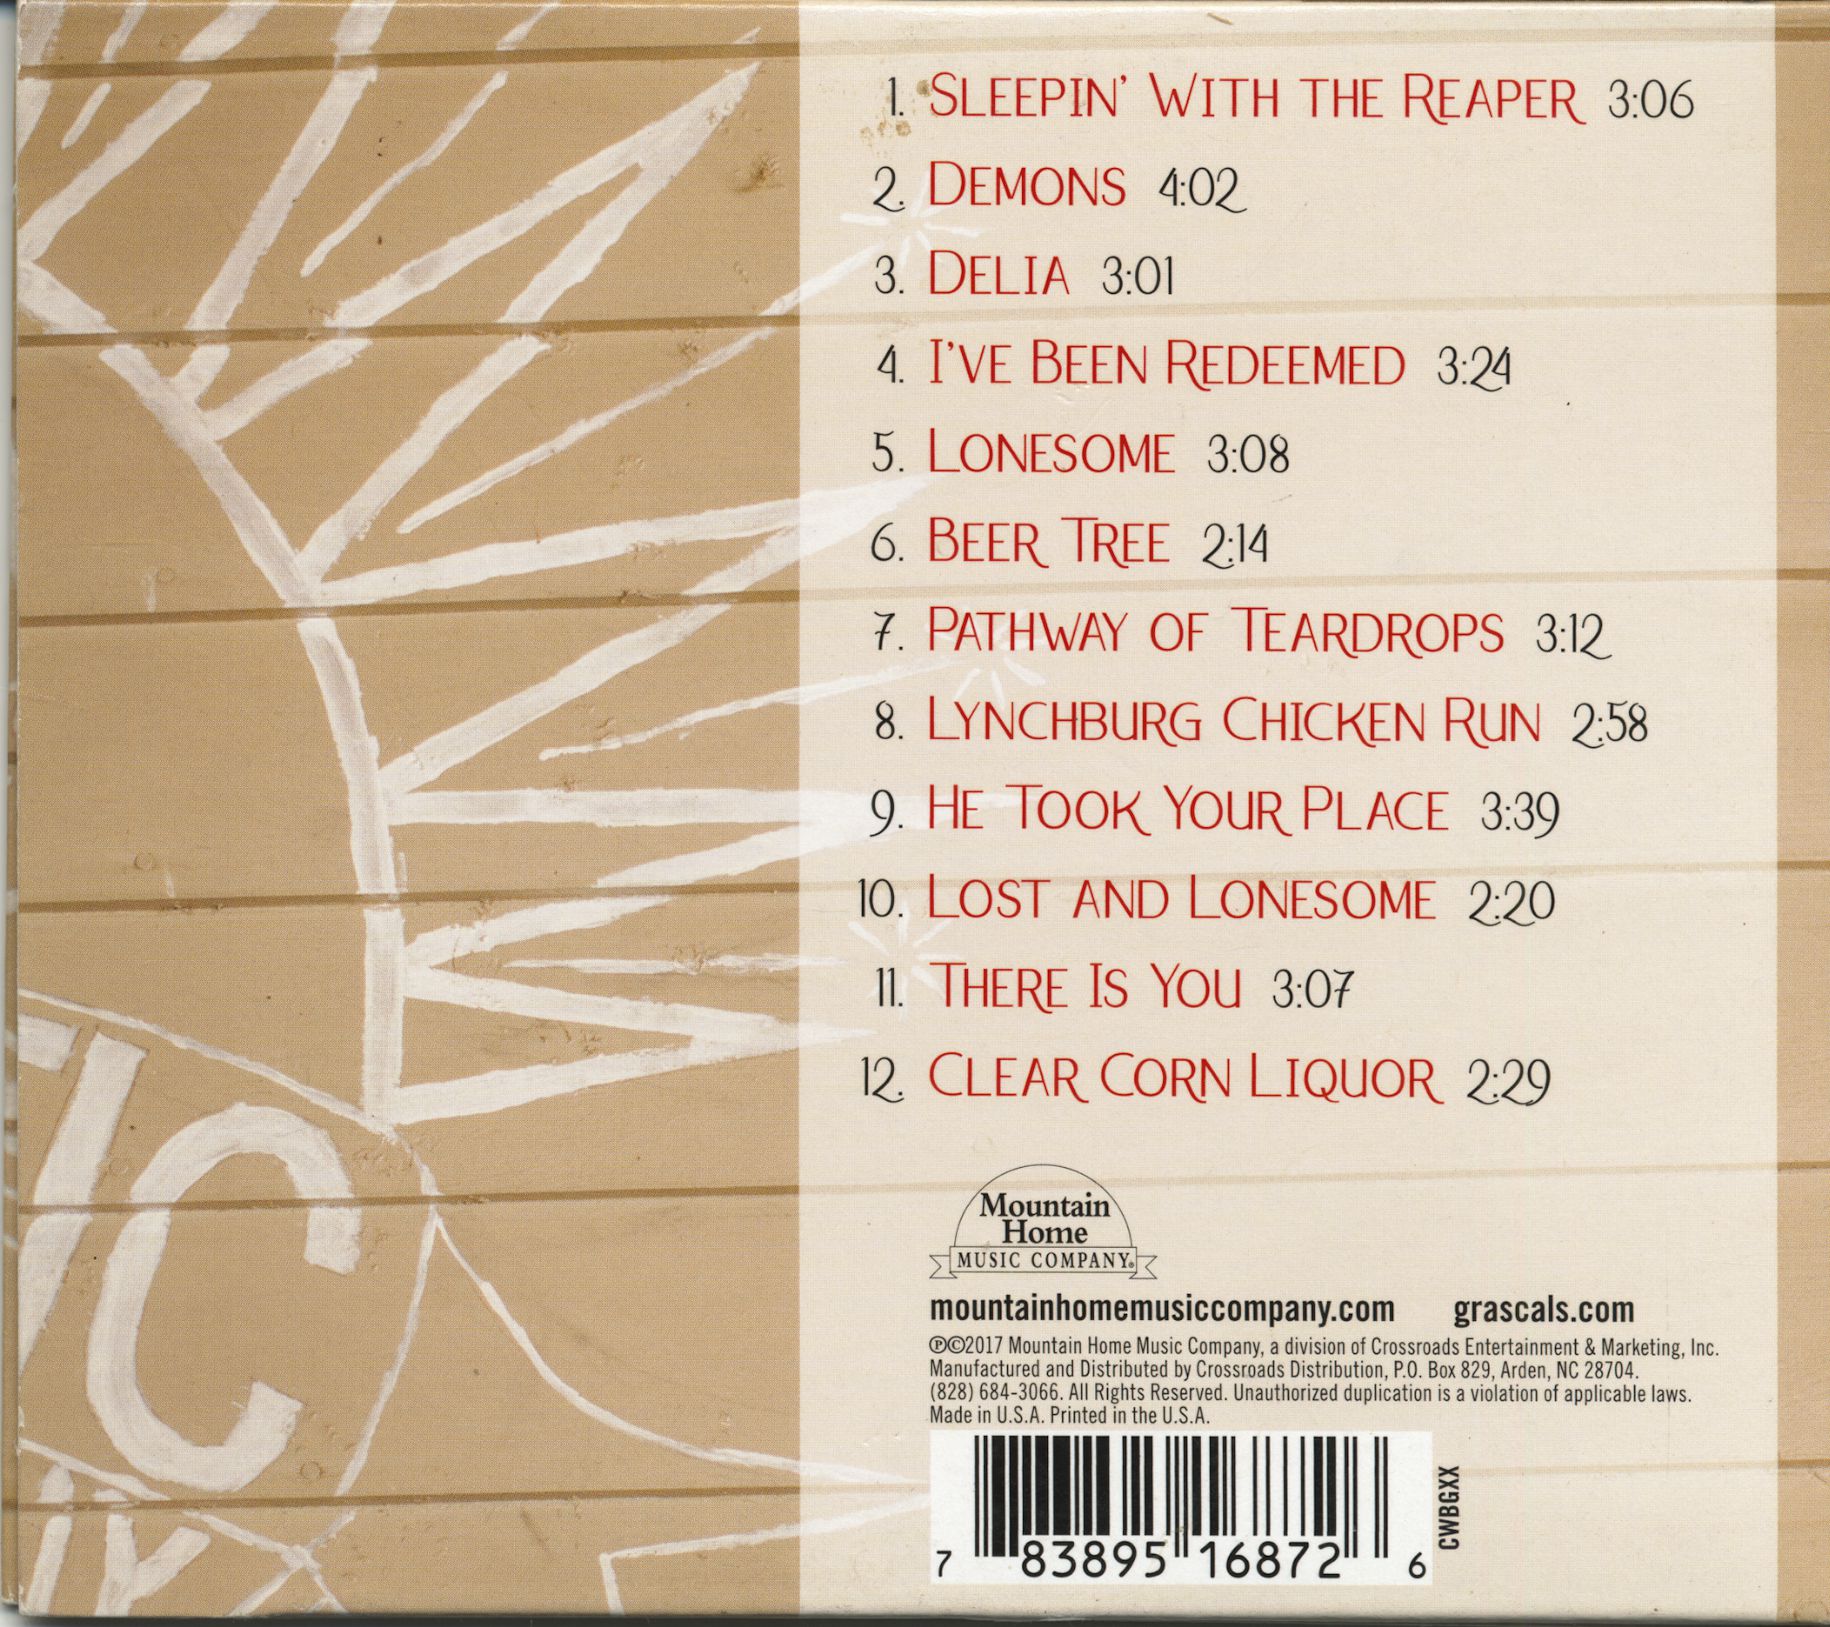 1. Sleepin' With the Reaper 3:06
2. Demons 4:02
3. Delia 3:01
4. I've Been Redeemed 3:24
5. Lonesome 3:08
6. Beer Tree 2:14
7. Pathway of Teardrops 3:12
8. Lynchburg Chicken Run 2:58
9. He Took Your Place 3:39
10. Lost and Lonesome 2:20
11. There Is You 3:07
12. Clear Corn Liquor 2:29
Mountain
Home
MUSIC COMPANY®
mountainhomemusiccompany.com grascals.com
℗©2017 Mountain Home Music Company, a division of Crossroads Entertainment & Marketing, Inc.
Manufactured and Distributed by Crossroads Distribution, P.O. Box 829, Arden, NC 28704.
(828) 684-3066. All Rights Reserved. Unauthorized duplication is a violation of applicable laws.
Made in U.S.A. Printed in the U.S.A.
7 83895 16872 6
CWBGXX